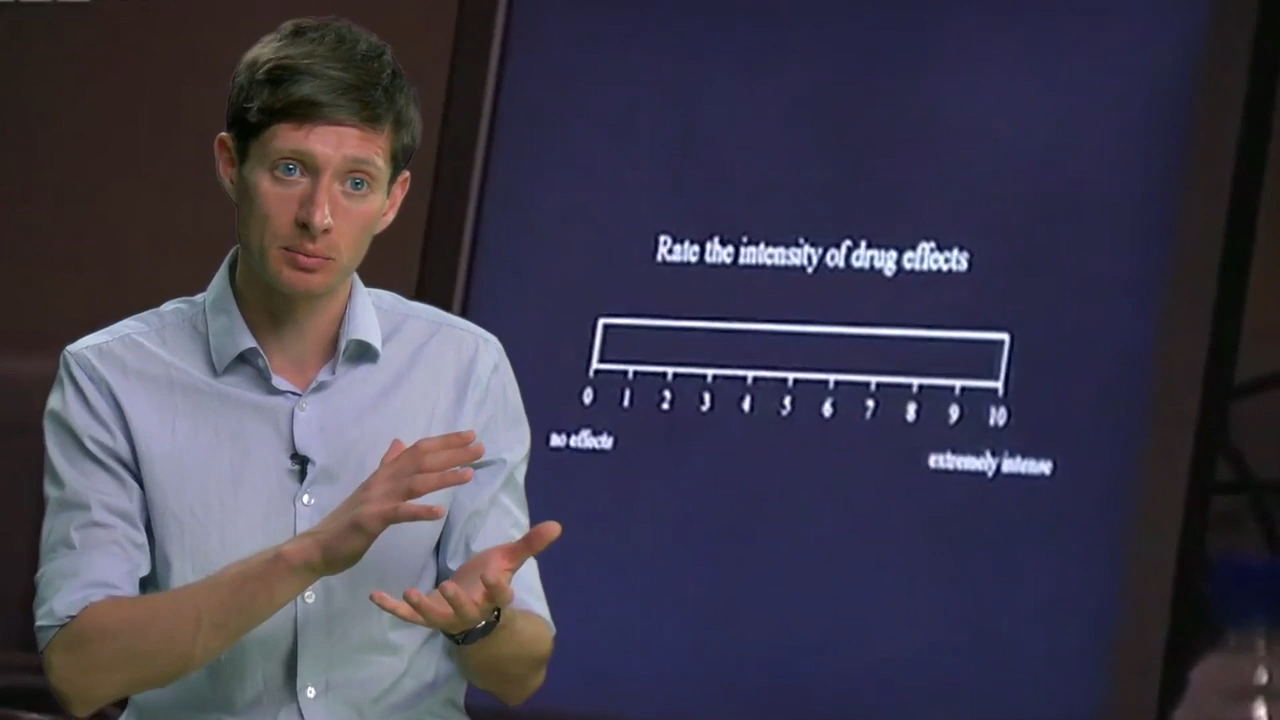 Rate the intensity of drug effects
0 1 2 3 4 5 6 7 8 9 10
no effects
extremely intense